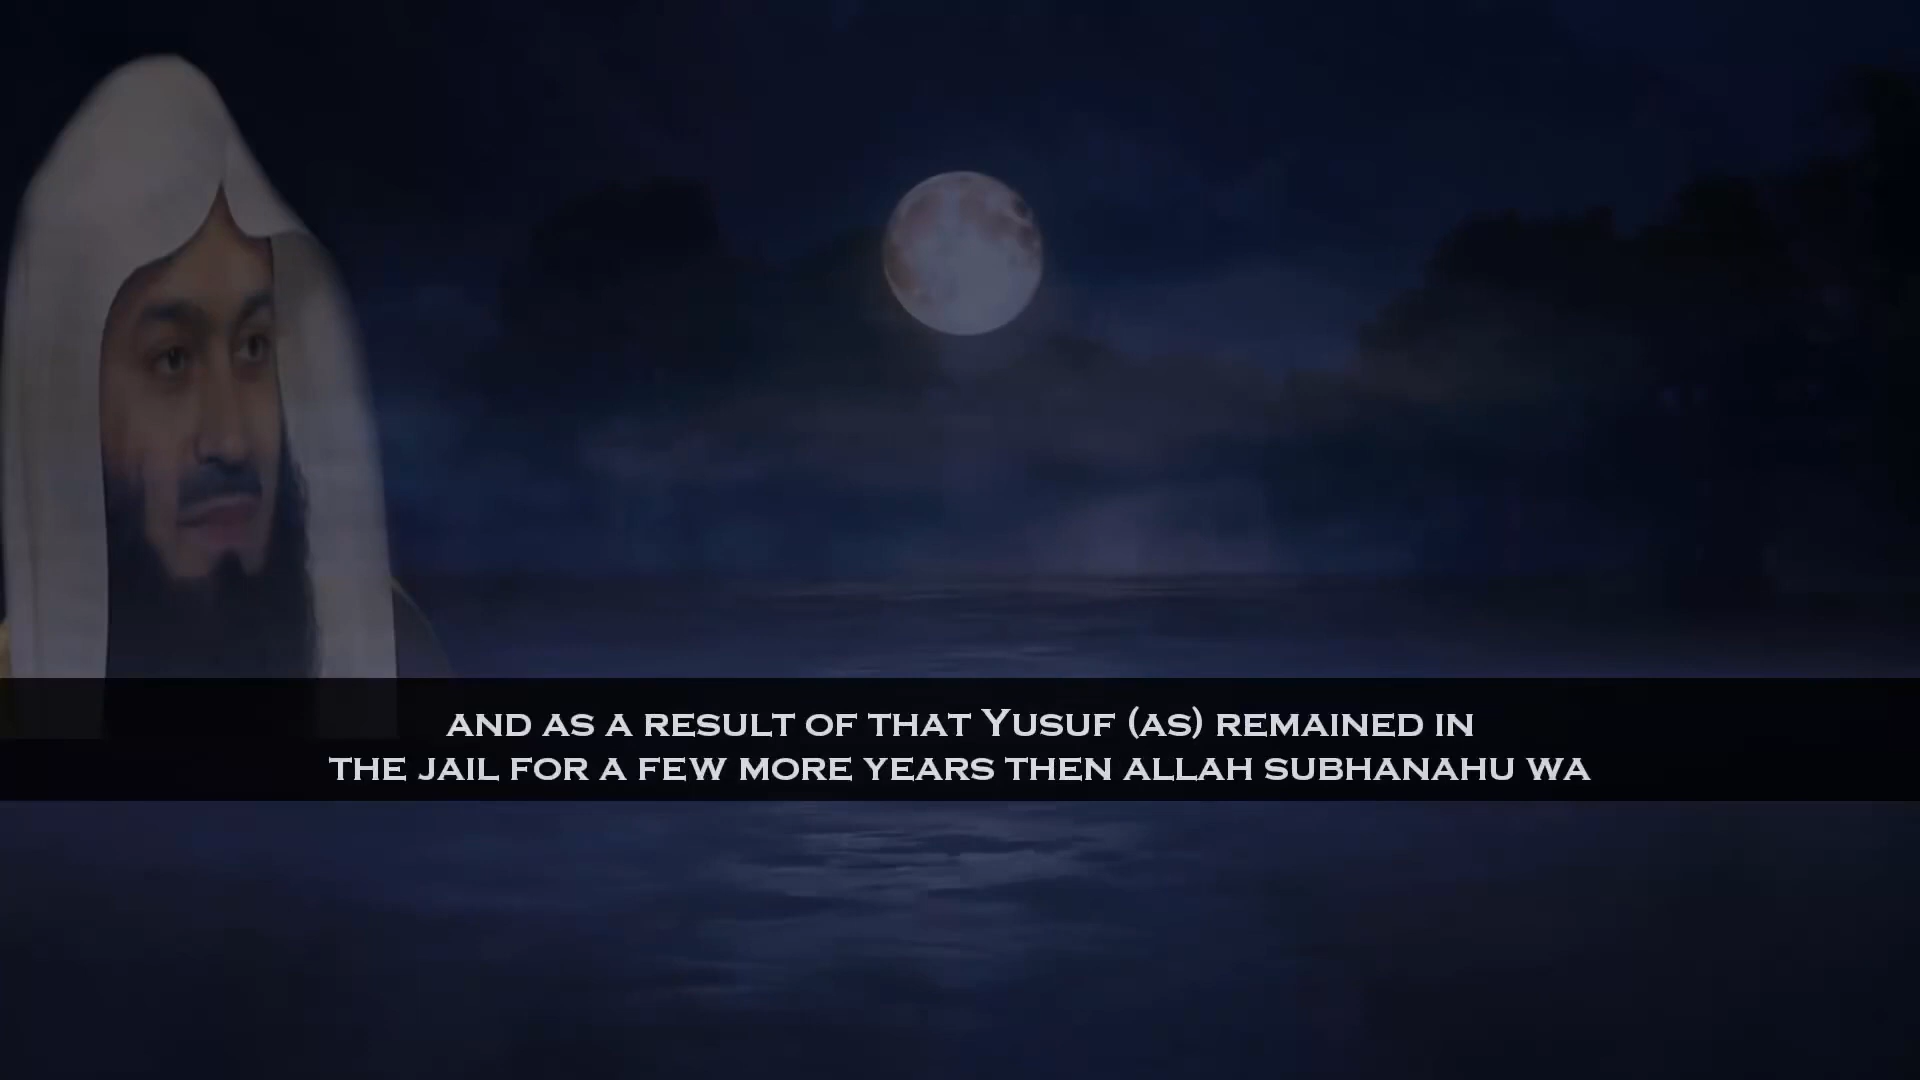 AND AS A RESULT OF THAT YUSUF (AS) REMAINED IN
THE JAIL FOR A FEW MORE YEARS THEN ALLAH SUBHANAHU WA